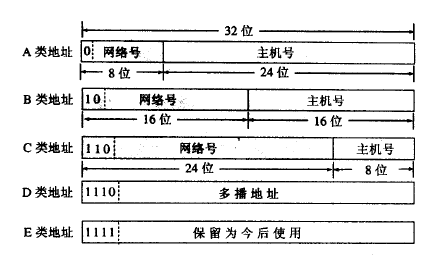 32 位
A 类地址 0 网络号 主机号
8 位 24 位
B 类地址 10 网络号 主机号
16 位 16 位
C 类地址 110 网络号 主机号
24 位 8 位
D 类地址 1110 多播地址
E 类地址 1111 保留为今后使用